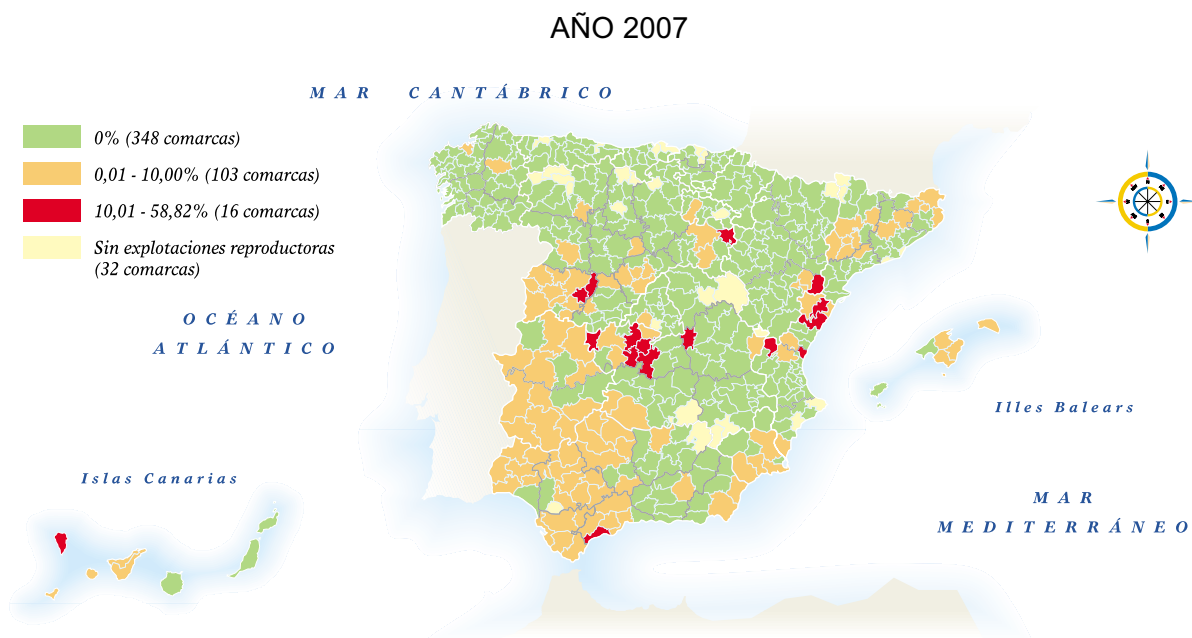 AÑO 2007
MAR CANTÁBRICO
0% (348 comarcas)
0,01 - 10,00% (103 comarcas)
10,01 - 58,82% (16 comarcas)
Sin explotaciones reproductoras
(32 comarcas)
OCÉANO
ATLÁNTICO
Illes Balears
Islas Canarias
MAR
MEDITERRÁNEO